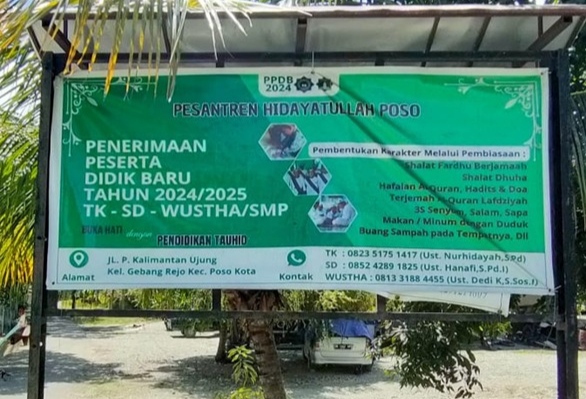 PPDB
2024
PESANTREN HIDAYATULLAH POSO
PENERIMAAN
PESERTA
DIDIK BARU
TAHUN 2024/2025
TK - SD - WUSTHA/SMP
BUKA HATI dengan
PENDIDIKAN TAUHID
Pembentukan Karakter Melalui Pembiasaan :
Shalat Fardhu Berjamaah
Shalat Dhuha
Hafalan Al-Quran, Hadits & Doa
Terjemah Al Quran Lafdziyah
3S Senyum, Salam, Sapa
Makan / Minum dengan Duduk
Buang Sampah pada Tempatnya, Dll
Alamat
JL. P. Kalimantan Ujung
Kel. Gebang Rejo Kec. Poso Kota
Kontak
TK : 0823 5175 1417 (Ust. Nurhidayah,S.Pd)
SD : 0852 4289 1825 (Ust. Hanafi,S.Pd.I)
WUSTHA : 0813 3188 4455 (Ust. Dedi K,S.Sos.I)